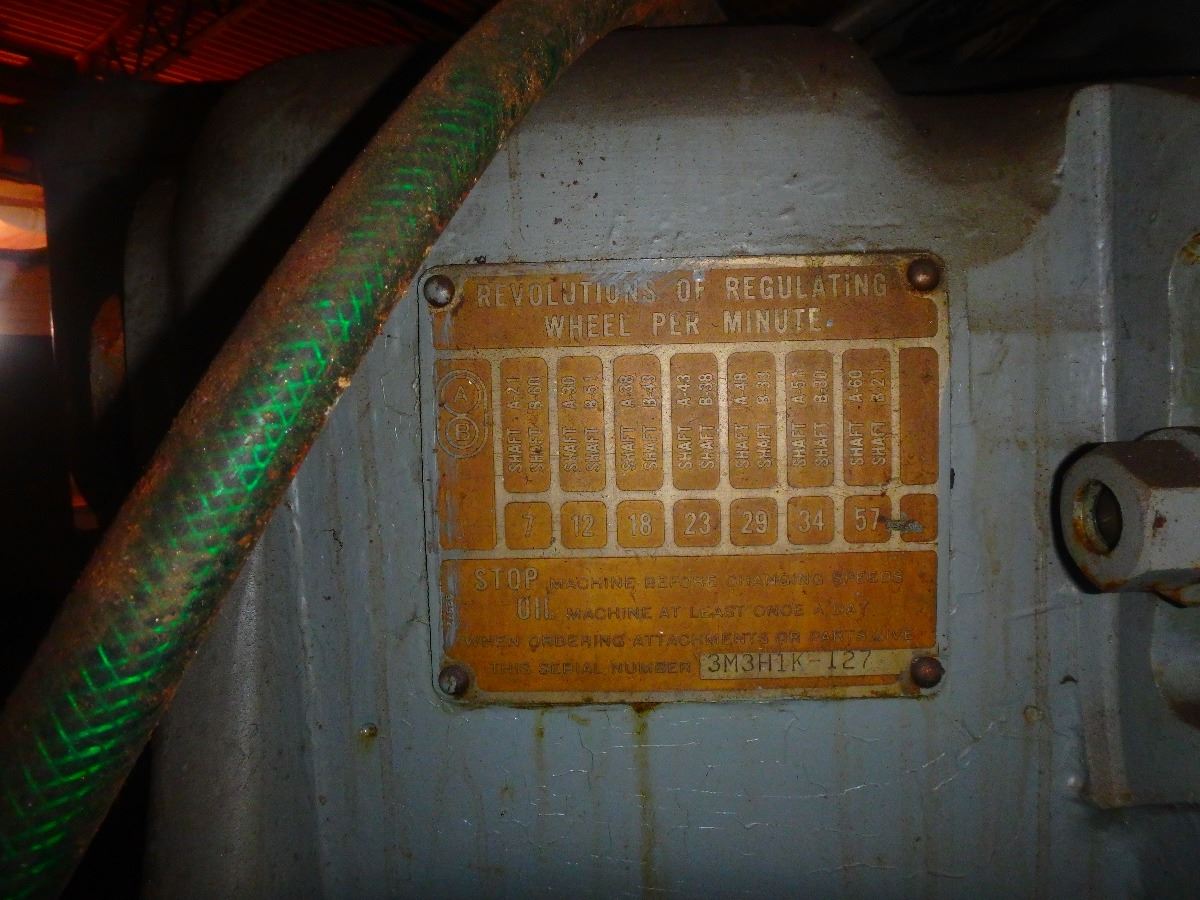 REVOLUTIONS OF REGULATING
WHEEL PER MINUTE.
A
B
SHAFT A-21
SHAFT B-60
SHAFT A-30
SHAFT B-51
SHAFT A-38
SHAFT B-43
SHAFT A-43
SHAFT B-38
SHAFT A-48
SHAFT B-33
SHAFT A-51
SHAFT B-30
SHAFT A-60
SHAFT B-21
7 12 18 23 29 34 57
STOP MACHINE BEFORE CHANGING SPEEDS
OIL MACHINE AT LEAST ONCE A DAY
WHEN ORDERING ATTACHMENTS OR PARTS GIVE
THIS SERIAL NUMBER 3M3H1K-127